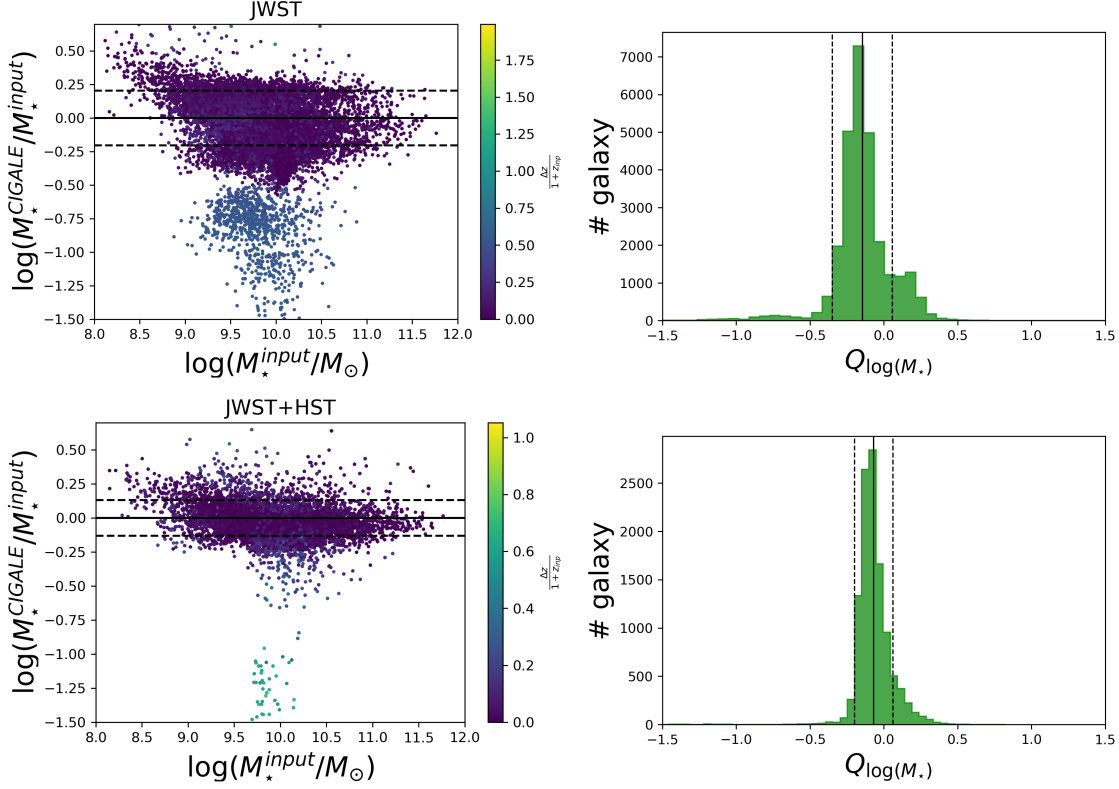 JWST
log(M⋆^CIGALE/M⋆^input)
0.50
0.25
0.00
−0.25
−0.50
−0.75
−1.00
−1.25
−1.50
8.0 8.5 9.0 9.5 10.0 10.5 11.0 11.5 12.0
log(M⋆^input/M⊙)
1.75
1.50
1.25
1.00
0.75
0.50
0.25
0.00
Δz
1 + z_inp
# galaxy
7000
6000
5000
4000
3000
2000
1000
0
−1.5 −1.0 −0.5 0.0 0.5 1.0 1.5
Q_log(M⋆)
JWST+HST
log(M⋆^CIGALE/M⋆^input)
0.50
0.25
0.00
−0.25
−0.50
−0.75
−1.00
−1.25
−1.50
8.0 8.5 9.0 9.5 10.0 10.5 11.0 11.5 12.0
log(M⋆^input/M⊙)
1.0
0.8
0.6
0.4
0.2
0.0
Δz
1 + z_inp
# galaxy
2500
2000
1500
1000
500
0
−1.5 −1.0 −0.5 0.0 0.5 1.0 1.5
Q_log(M⋆)